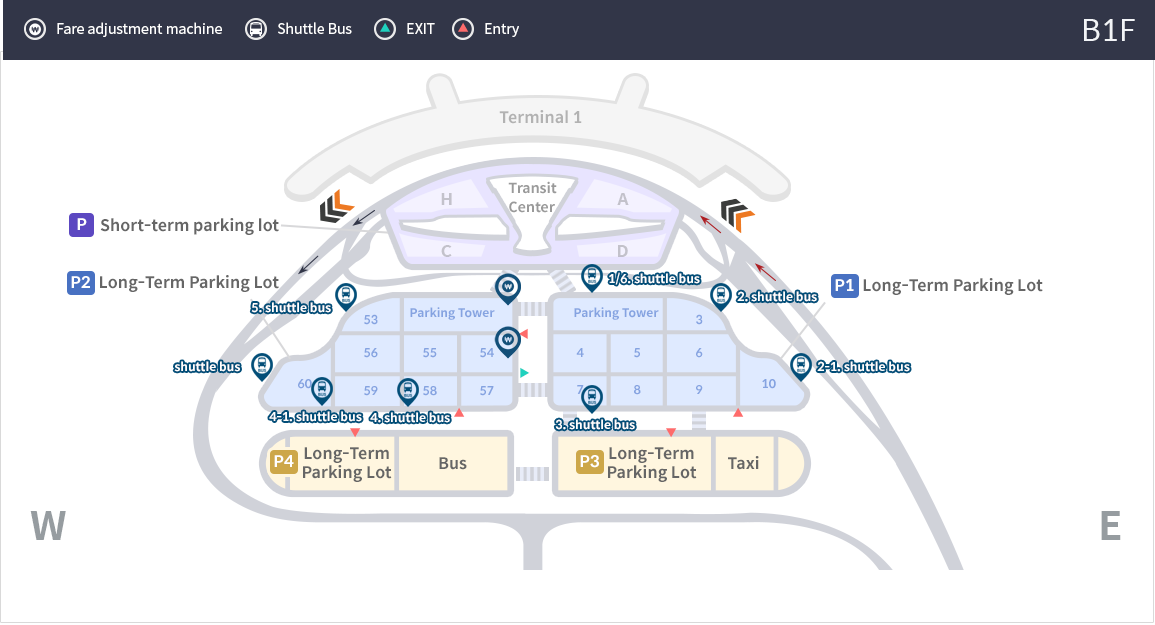 Fare adjustment machine
Shuttle Bus
EXIT
Entry
B1F
Terminal 1
Transit
Center
H
A
C
D
P Short-term parking lot
P2 Long-Term Parking Lot
P1 Long-Term Parking Lot
1/6. shuttle bus
5. shuttle bus
2. shuttle bus
W
W
53
Parking Tower
Parking Tower
3
56
55
54
4
5
6
shuttle bus
2-1. shuttle bus
60
59
58
57
7
8
9
10
4-1. shuttle bus
4. shuttle bus
3. shuttle bus
P4 Long-Term
Parking Lot
Bus
P3 Long-Term
Parking Lot
Taxi
W
E